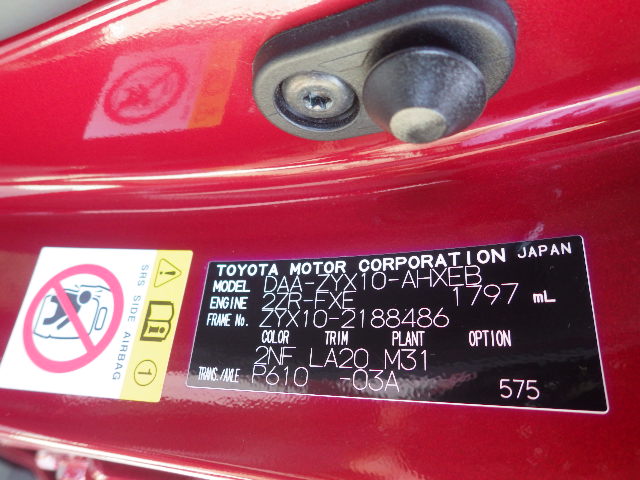 TOYOTA MOTOR CORPORATION JAPAN
MODEL DAA-ZYX10-AHXEB
ENGINE 2ZR-FXE 1797 mL
FRAME No. ZYX10-2188486
COLOR TRIM PLANT OPTION
2NF LA20 M31
TRANS./AXLE P610 -03A
575
SRS SIDE AIRBAG
1